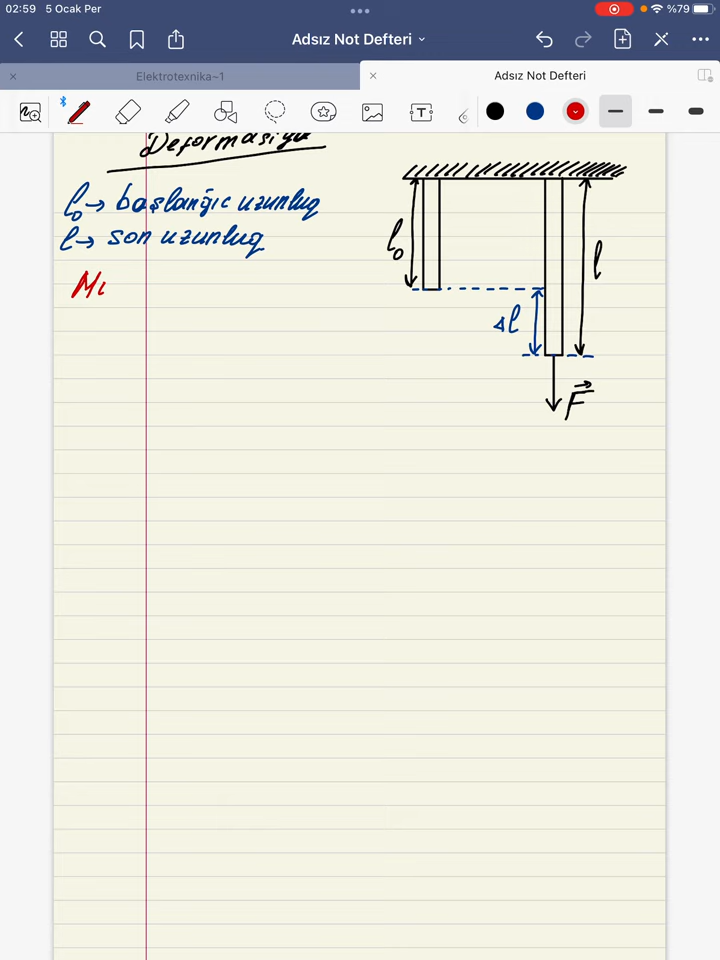 02:59 5 Ocak Per
%79
Adsız Not Defteri
Elektrotexnika~1
Adsız Not Defteri
T
Deformasiya
l₀ → başlanğıc uzunluq
l → son uzunluq
Mı
l₀
l
Δl
F